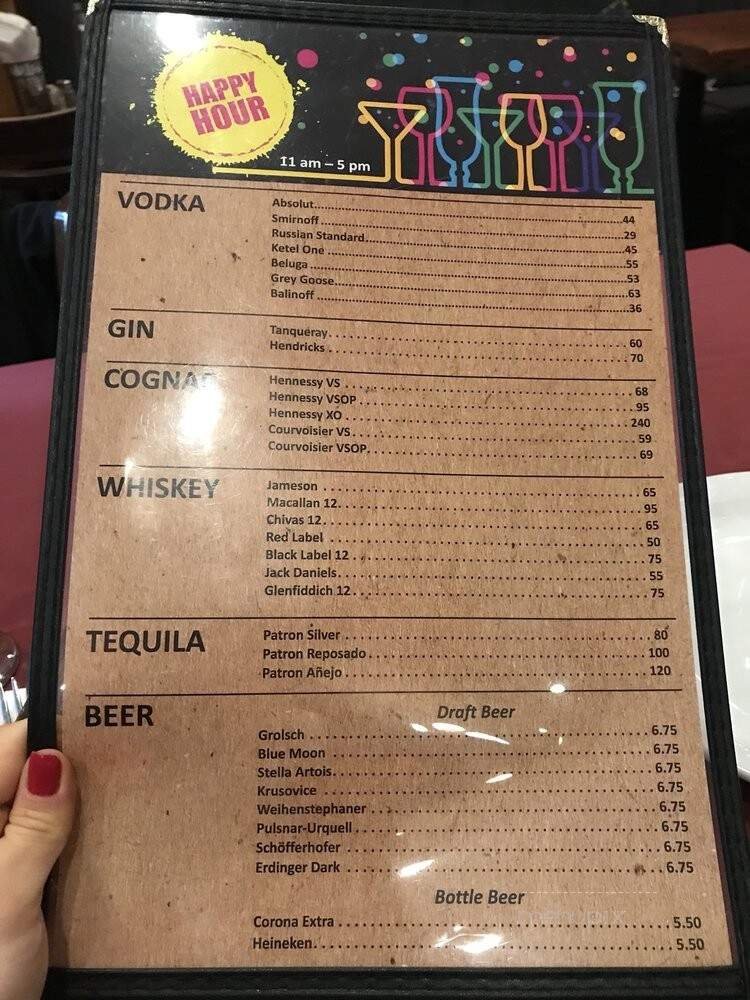 HAPPY
HOUR
11 am – 5 pm
VODKA
Absolut 44
Smirnoff 29
Russian Standard 45
Ketel One 55
Beluga 53
Grey Goose 63
Balinoff 36
GIN
Tanqueray 60
Hendricks 70
COGNAC
Hennessy VS 68
Hennessy VSOP 95
Hennessy XO 240
Courvoisier VS 59
Courvoisier VSOP 69
WHISKEY
Jameson 65
Macallan 12 95
Chivas 12 65
Red Label 50
Black Label 12 75
Jack Daniels 55
Glenfiddich 12 75
TEQUILA
Patron Silver 80
Patron Reposado 100
Patron Añejo 120
BEER
Draft Beer
Grolsch 6.75
Blue Moon 6.75
Stella Artois 6.75
Krusovice 6.75
Weihenstephaner 6.75
Pulsnar-Urquell 6.75
Schöfferhofer 6.75
Erdinger Dark 6.75
Bottle Beer
Corona Extra 5.50
Heineken 5.50
menupix